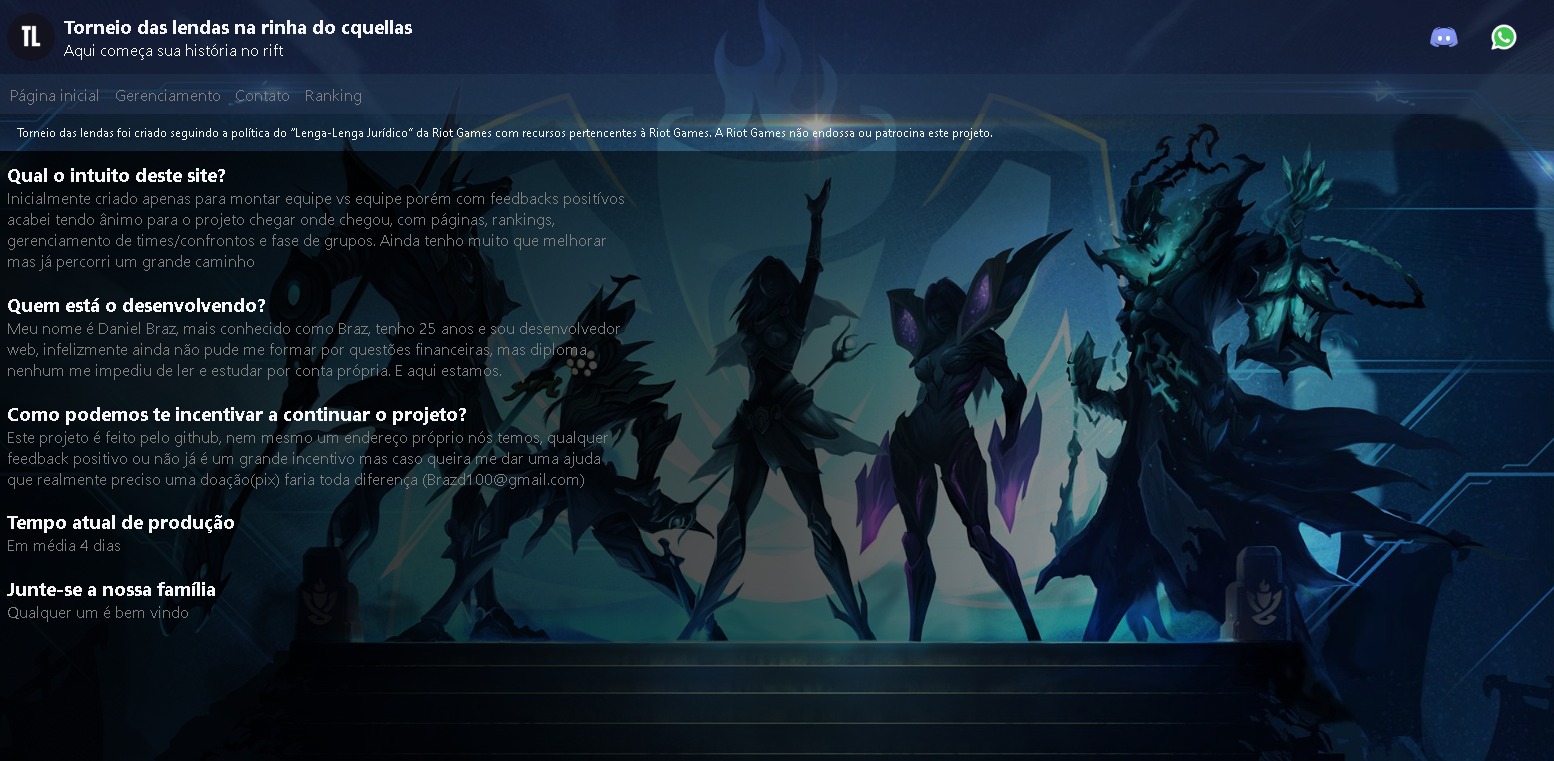 TL
Torneio das lendas na rinha do cquellas
Aqui começa sua história no rift
Página inicial Gerenciamento Contato Ranking
Torneio das lendas foi criado seguindo a política do "Lenga-Lenga Jurídico" da Riot Games com recursos pertencentes à Riot Games. A Riot Games não endossa ou patrocina este projeto.
Qual o intuito deste site?
Inicialmente criado apenas para montar equipe vs equipe porém com feedbacks positívos
acabei tendo ânimo para o projeto chegar onde chegou, com páginas, rankings,
gerenciamento de times/confrontos e fase de grupos. Ainda tenho muito que melhorar
mas já percorri um grande caminho
Quem está o desenvolvendo?
Meu nome é Daniel Braz, mais conhecido como Braz, tenho 25 anos e sou desenvolvedor
web, infelizmente ainda não pude me formar por questões financeiras, mas diploma
nenhum me impediu de ler e estudar por conta própria. E aqui estamos.
Como podemos te incentivar a continuar o projeto?
Este projeto é feito pelo github, nem mesmo um endereço próprio nós temos, qualquer
feedback positivo ou não já é um grande incentivo mas caso queira me dar uma ajuda
que realmente preciso uma doação(pix) faria toda diferença (Brazd100@gmail.com)
Tempo atual de produção
Em média 4 dias
Junte-se a nossa família
Qualquer um é bem vindo